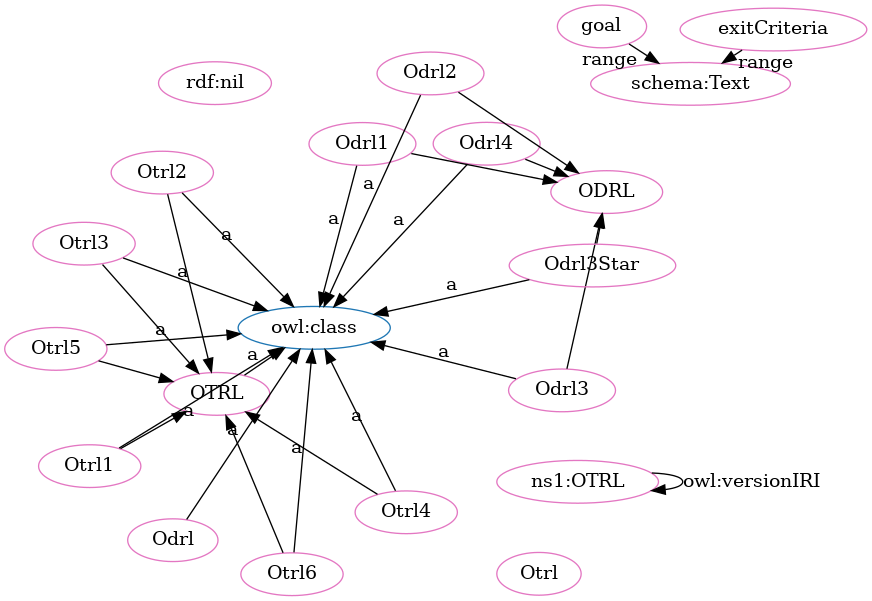 goal
exitCriteria
range
range
schema:Text
rdf:nil
Odrl2
Odrl1
Odrl4
Otrl2
a
ODRL
a
a
a
Otrl3
a
Odrl3Star
a
a
owl:class
a
Otrl5
a
a
OTRL
Odrl3
a
a
a
a
Otrl1
ns1:OTRL
owl:versionIRI
Otrl4
Odrl
Otrl6
Otrl